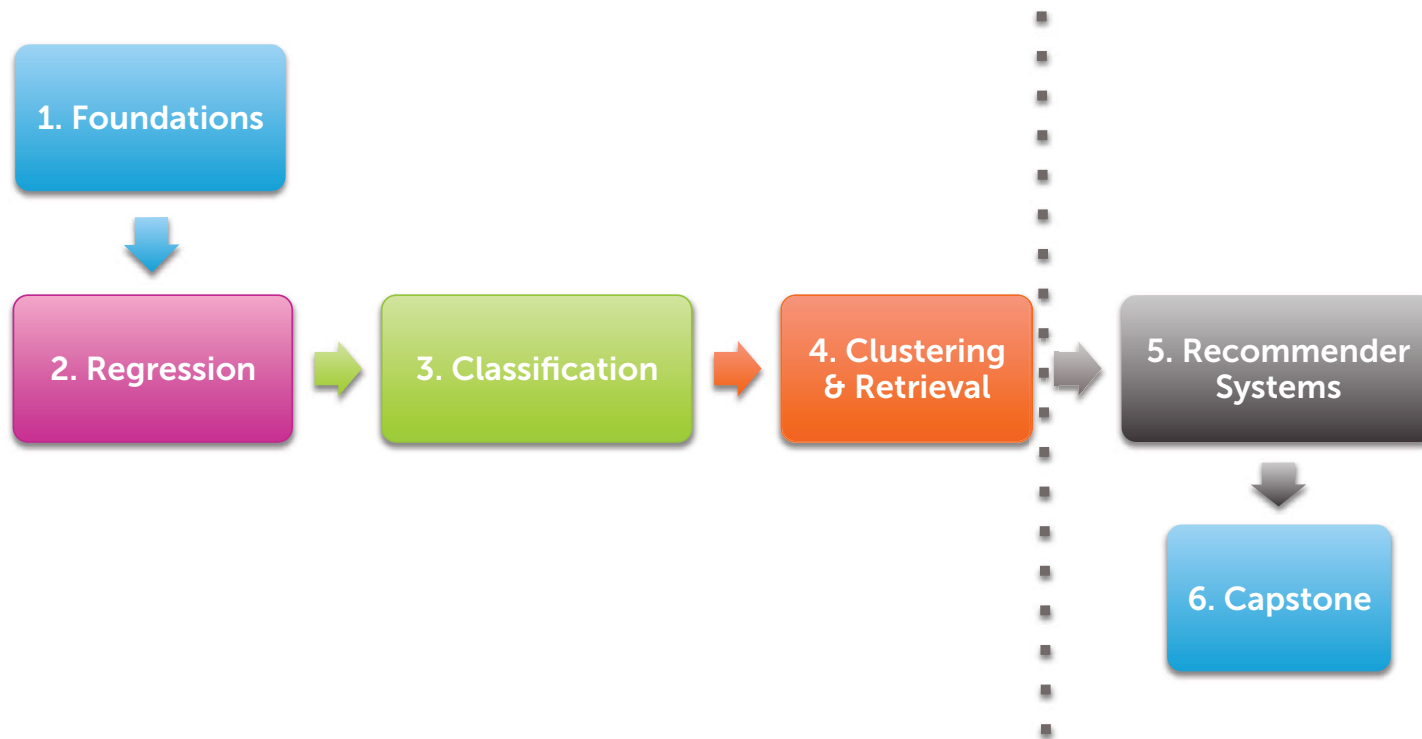 1. Foundations
2. Regression
3. Classification
4. Clustering
& Retrieval
5. Recommender
Systems
6. Capstone